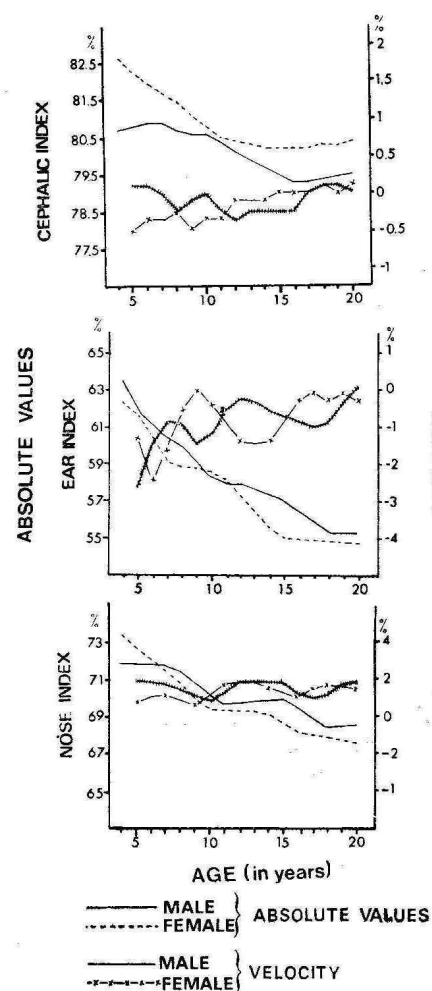 % %
2
82.5
1.5
80.5
0.5
79.5
0
78.5
-0.5
77.5
-1
5 10 15 20
CEPHALIC INDEX
% %
65 1
63 0
61 -1
59 -2
57 -3
55 -4
5 10 15 20
EAR INDEX
ABSOLUTE VALUES
% %
73 4
71 2
69 0
67 -2
65 -1
5 10 15 20
NOSE INDEX
AGE (in years)
MALE
FEMALE
ABSOLUTE VALUES
MALE
FEMALE
VELOCITY